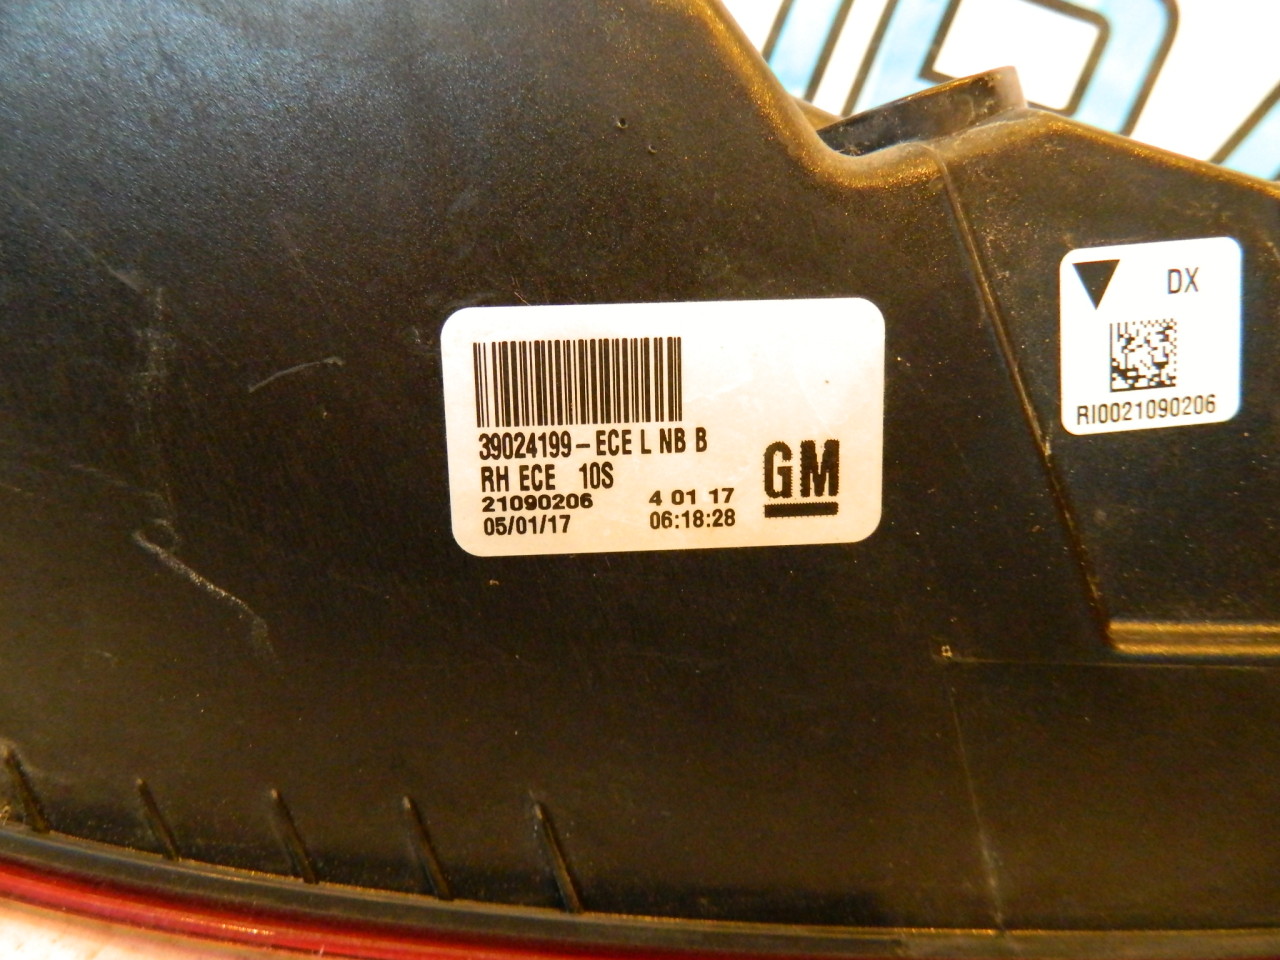 39024199-ECE L NB B
RH ECE 10S
21090206 4 01 17
05/01/17 06:18:28
GM
DX
RI0021090206